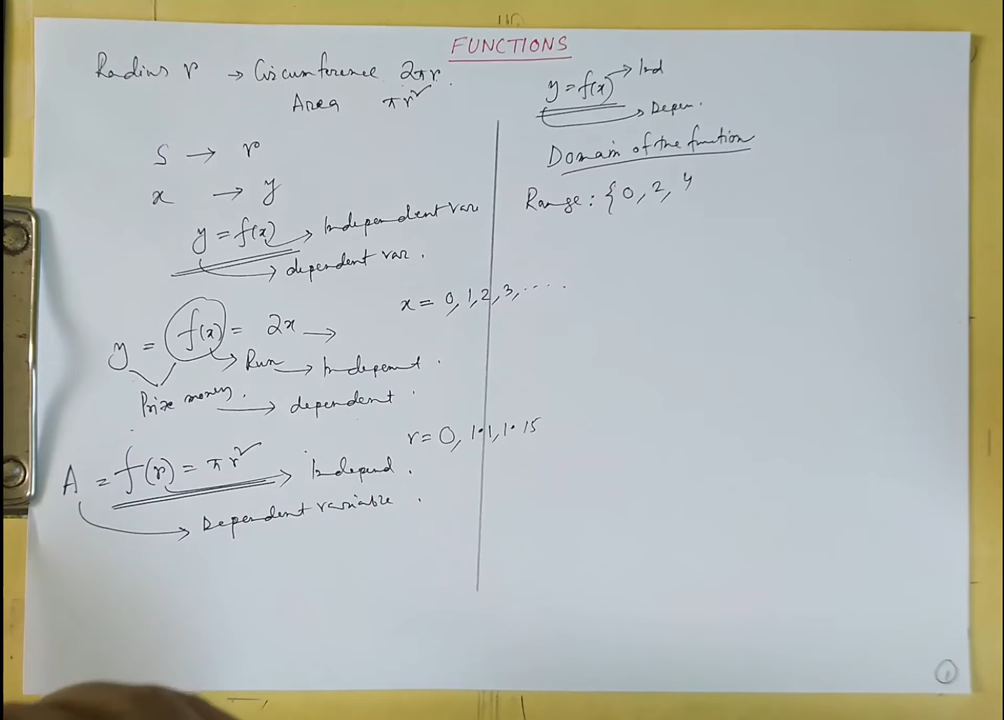 FUNCTIONS
Radius r → Circumference 2πr.
Area πr²
S → r
x → y
y = f(x) → Independent var
→ dependent var.
x = 0, 1, 2, 3, .....
y = f(x) = 2x →
→ Run → Indepement.
Prize money. → dependent.
r = 0, 1.1, 1.15
A = f(r) = πr² → Independ.
→ Dependent variable.
y = f(x) → Ind
→ Depen.
Domain of the function
Range : {0, 2, 4
1